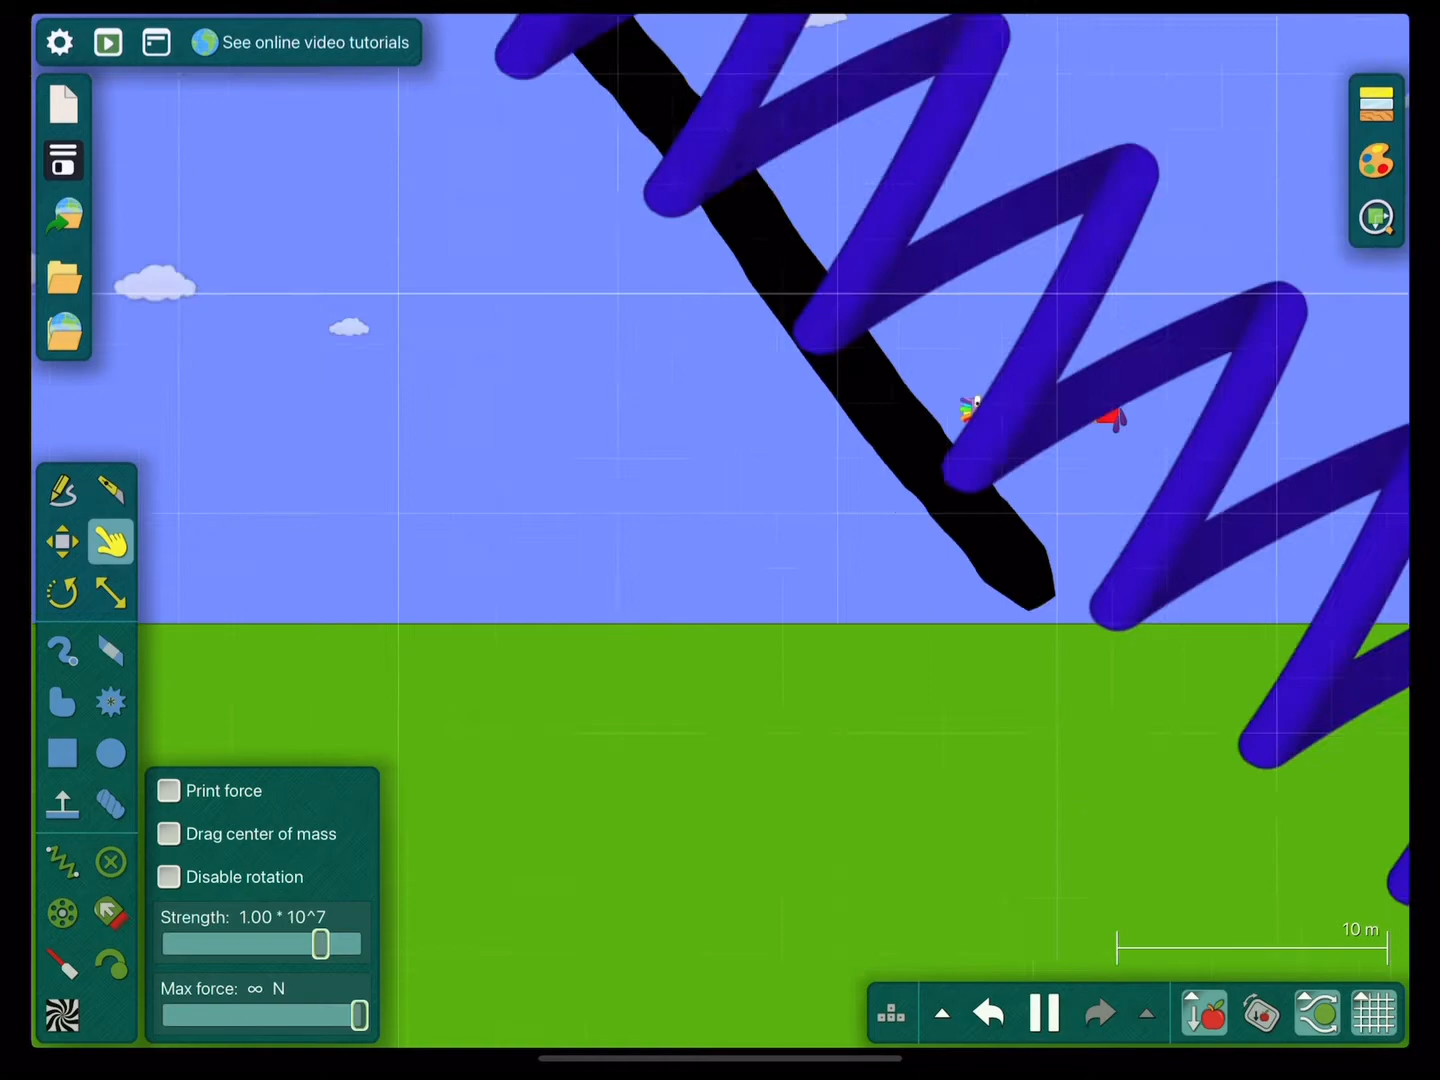 See online video tutorials
Print force
Drag center of mass
Disable rotation
Strength: 1.00 * 10^7
Max force: ∞ N
10 m